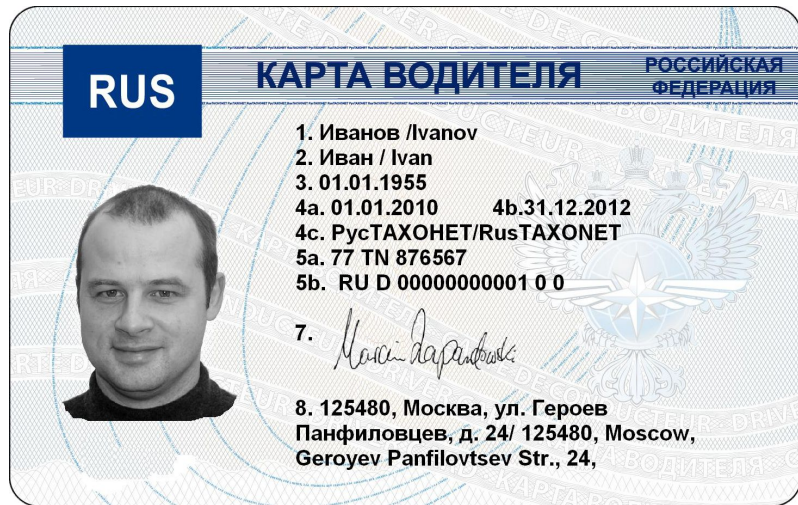 RUS
КАРТА ВОДИТЕЛЯ
РОССИЙСКАЯ
ФЕДЕРАЦИЯ
1. Иванов /Ivanov
2. Иван / Ivan
3. 01.01.1955
4a. 01.01.2010 4b.31.12.2012
4c. РусТАХОНЕТ/RusTAXONET
5a. 77 TN 876567
5b. RU D 00000000001 0 0
7.
8. 125480, Москва, ул. Героев
Панфиловцев, д. 24/ 125480, Moscow,
Geroyev Panfilovtsev Str., 24,